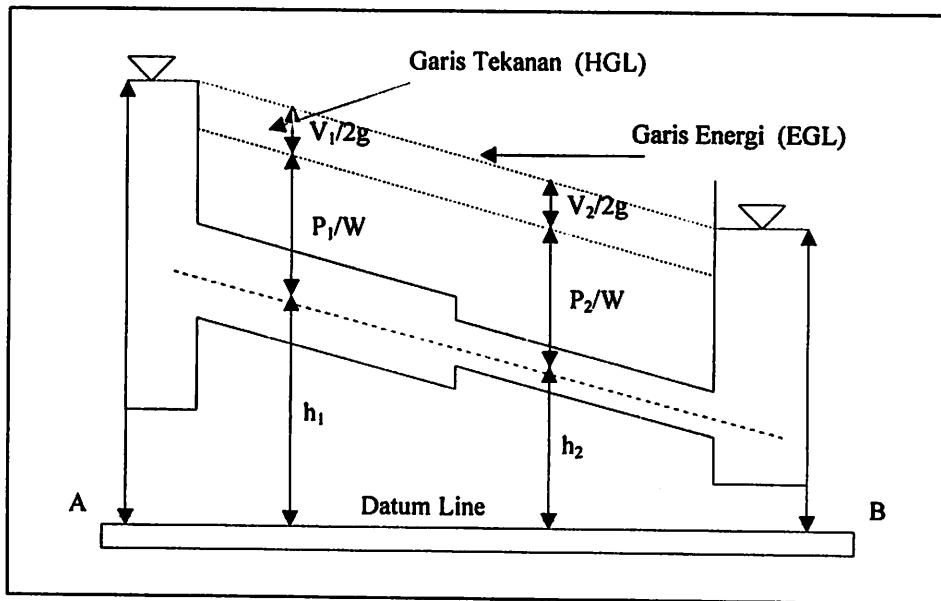 Garis Tekanan (HGL)
V₁/2g
Garis Energi (EGL)
V₂/2g
P₁/W
P₂/W
h₁
h₂
A
Datum Line
B